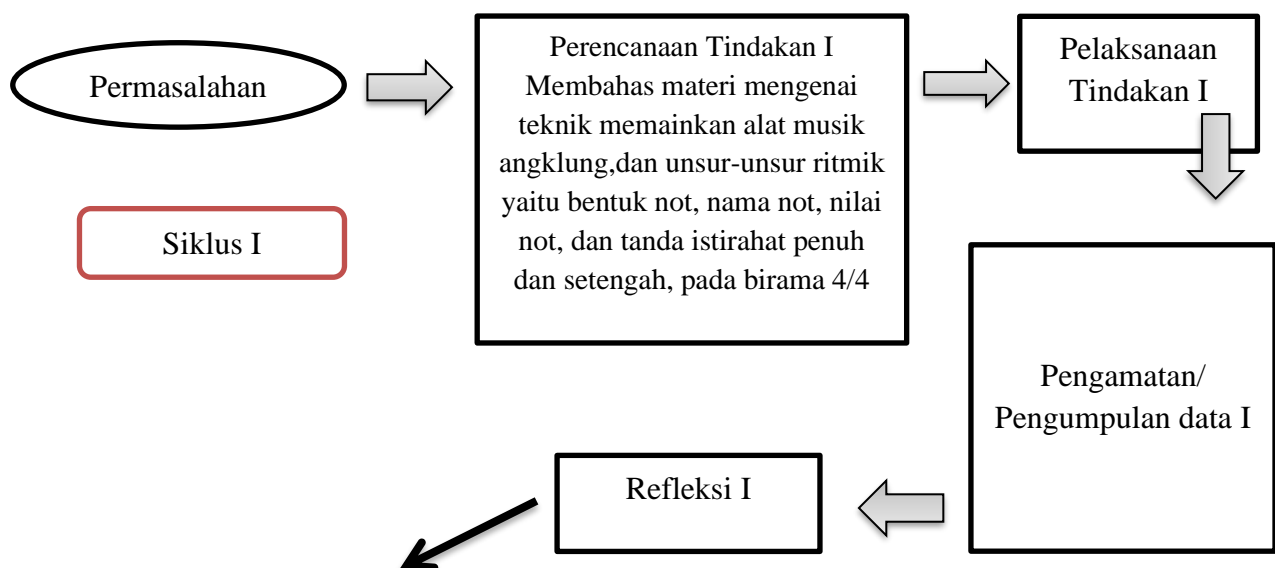 Permasalahan
Perencanaan Tindakan I
Membahas materi mengenai
teknik memainkan alat musik
angklung,dan unsur-unsur ritmik
yaitu bentuk not, nama not, nilai
not, dan tanda istirahat penuh
dan setengah, pada birama 4/4
Pelaksanaan
Tindakan I
Siklus I
Pengamatan/
Pengumpulan data I
Refleksi I